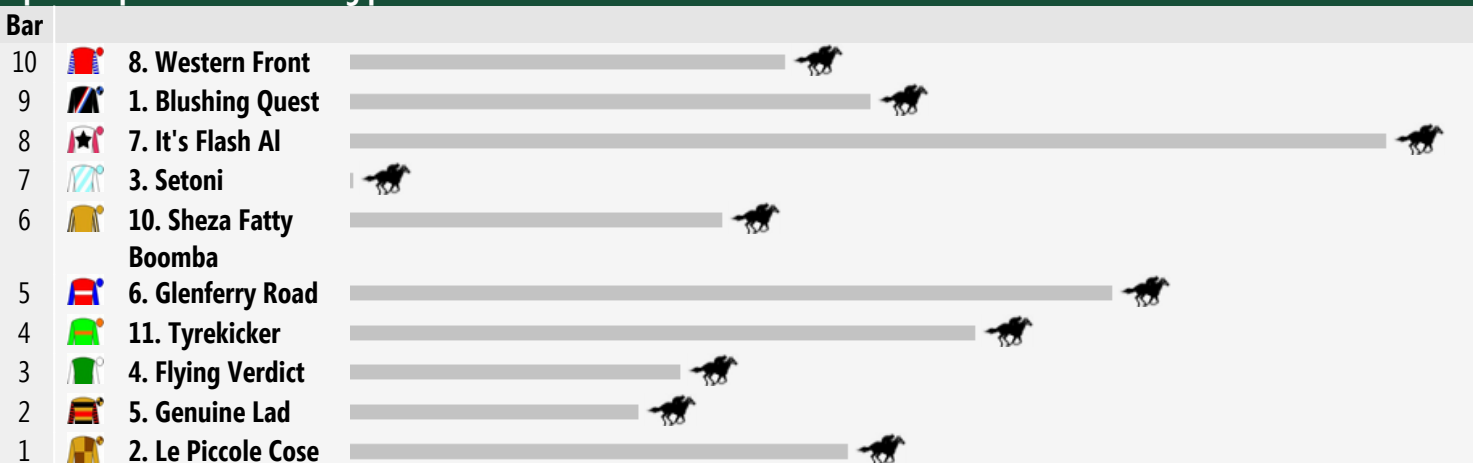 Bar
10 8. Western Front
9 1. Blushing Quest
8 7. It's Flash Al
7 3. Setoni
6 10. Sheza Fatty
Boomba
5 6. Glenferry Road
4 11. Tyrekicker
3 4. Flying Verdict
2 5. Genuine Lad
1 2. Le Piccole Cose